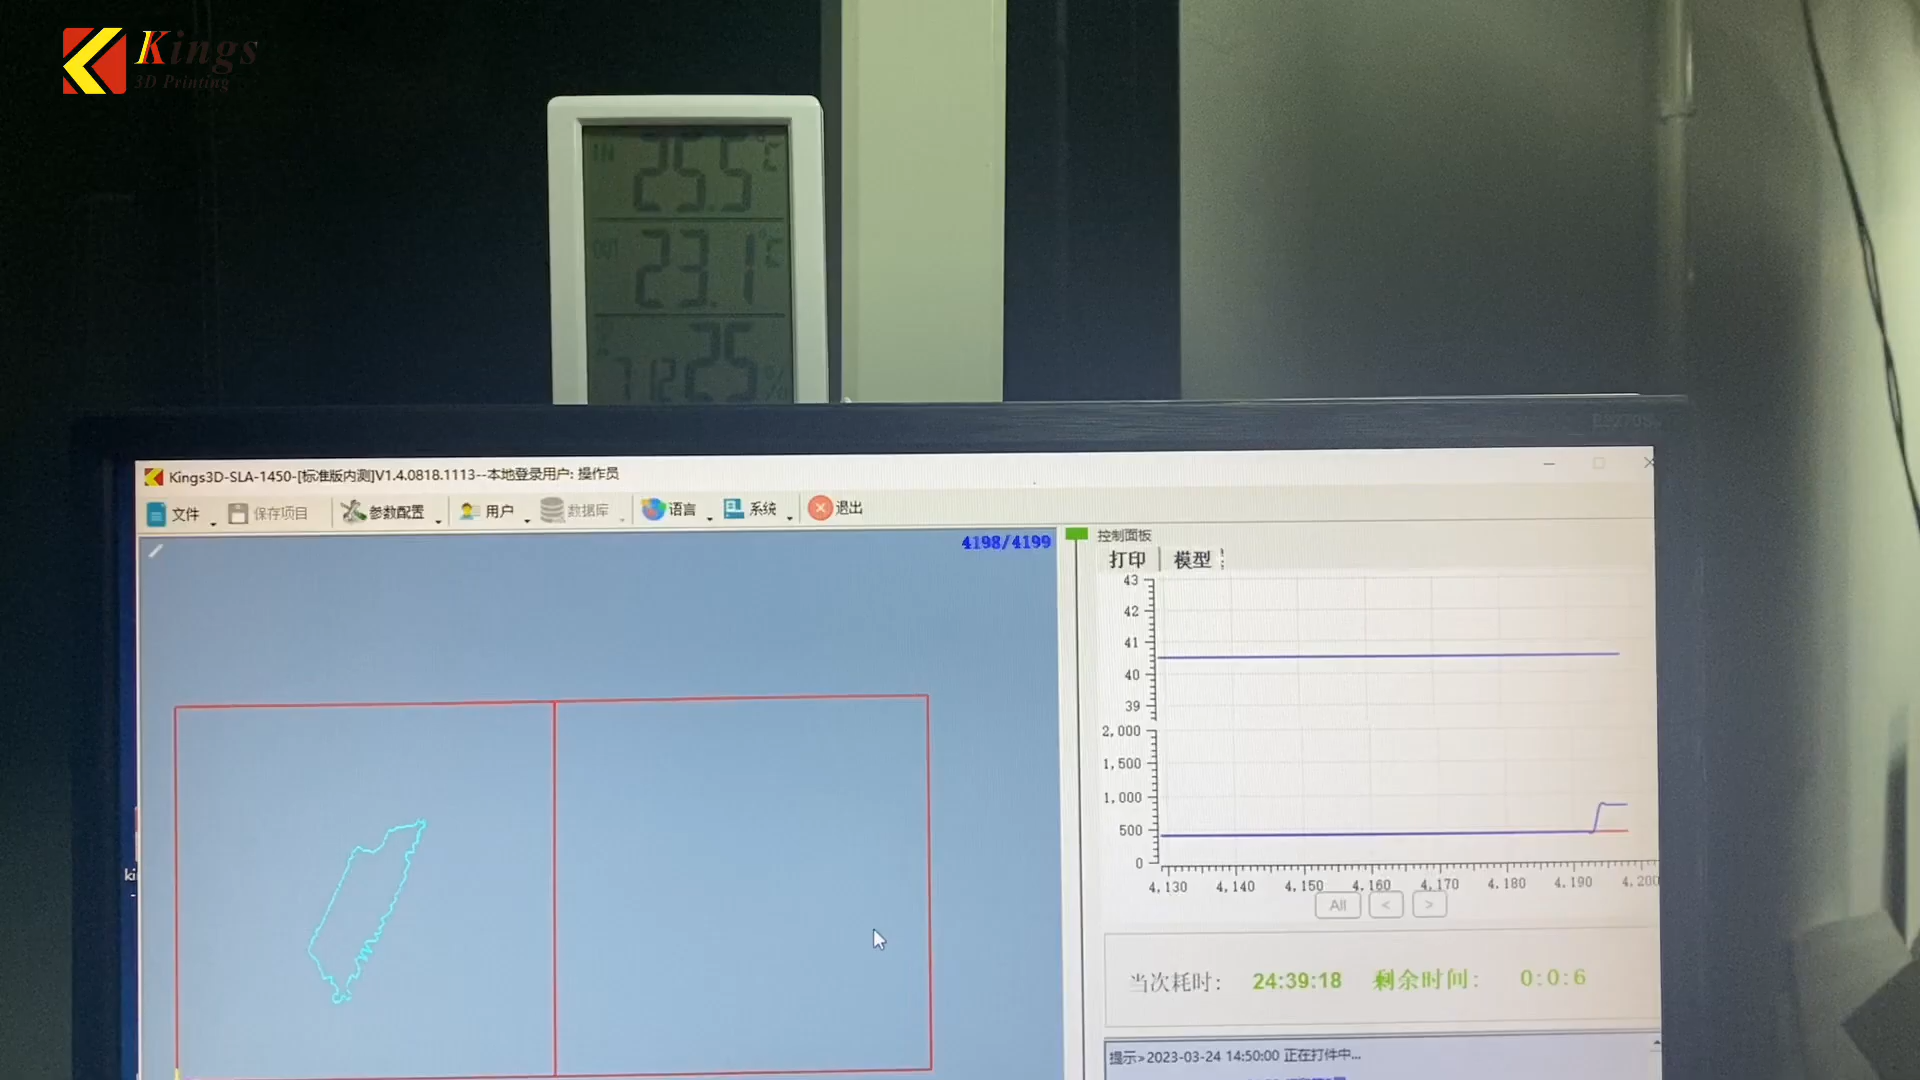 Kings
3D Printing
IN 25.5 °C
OUT 23.1 °C
25 %
Kings3D-SLA-1450-[标准版内测]V1.4.0818.1113--本地登录用户: 操作员
文件 保存项目 参数配置 用户 数据库 语言 系统 退出
4198/4199
控制面板
打印 模型
43
42
41
40
39
2,000
1,500
1,000
500
0
4,130 4,140 4,150 4,160 4,170 4,180 4,190 4,200
All < >
当次耗时: 24:39:18 剩余时间: 0:0:6
提示>2023-03-24 14:50:00 正在打件中...